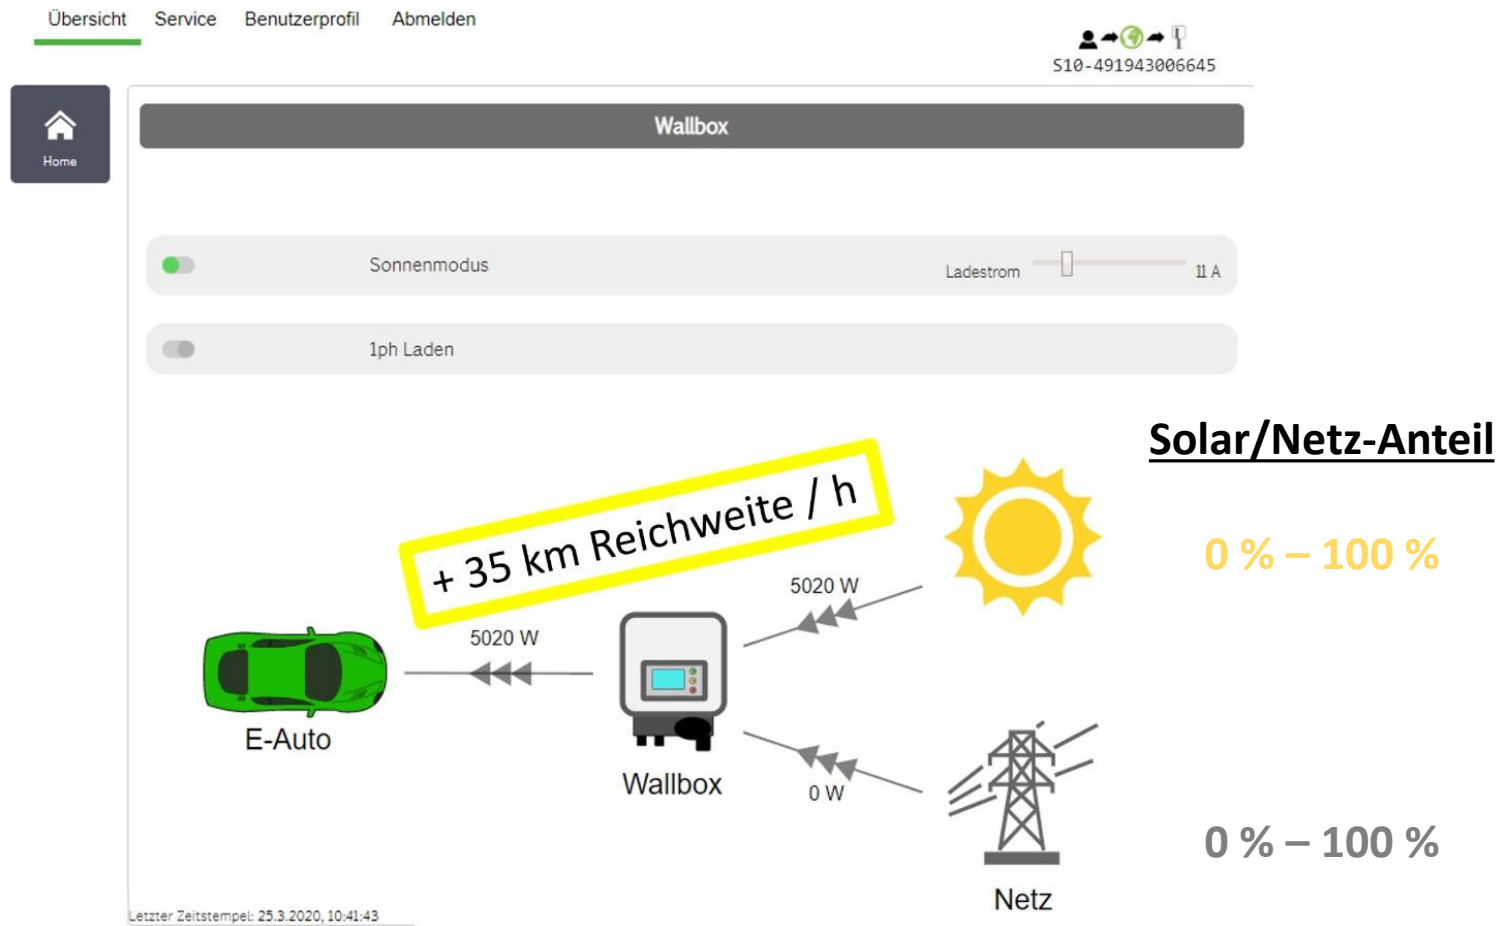 Übersicht Service Benutzerprofil Abmelden
S10-491943006645
Home
Wallbox
Sonnenmodus Ladestrom 11 A
1ph Laden
Solar/Netz-Anteil
+ 35 km Reichweite / h
0 % – 100 %
5020 W
5020 W
E-Auto
Wallbox
0 W
0 % – 100 %
Netz
Letzter Zeitstempel: 25.3.2020, 10:41:43